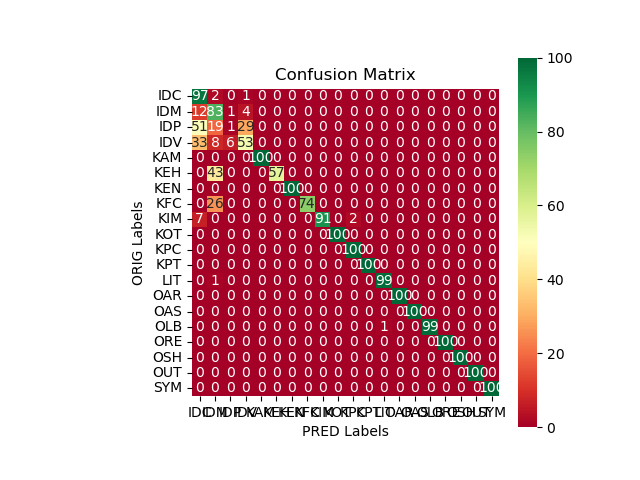 Confusion Matrix
IDC 97 2 0 1 0 0 0 0 0 0 0 0 0 0 0 0 0 0 0 0
IDM 12 83 1 4 0 0 0 0 0 0 0 0 0 0 0 0 0 0 0 0
IDP 51 19 1 29 0 0 0 0 0 0 0 0 0 0 0 0 0 0 0 0
IDV 33 8 6 53 0 0 0 0 0 0 0 0 0 0 0 0 0 0 0 0
KAM 0 0 0 0 100 0 0 0 0 0 0 0 0 0 0 0 0 0 0 0
KEH 0 43 0 0 0 57 0 0 0 0 0 0 0 0 0 0 0 0 0 0
KEN 0 0 0 0 0 0 100 0 0 0 0 0 0 0 0 0 0 0 0 0
KFC 0 26 0 0 0 0 0 74 0 0 0 0 0 0 0 0 0 0 0 0
KIM 7 0 0 0 0 0 0 0 91 0 2 0 0 0 0 0 0 0 0 0
KOT 0 0 0 0 0 0 0 0 0 100 0 0 0 0 0 0 0 0 0 0
KPC 0 0 0 0 0 0 0 0 0 0 100 0 0 0 0 0 0 0 0 0
KPT 0 0 0 0 0 0 0 0 0 0 0 100 0 0 0 0 0 0 0 0
LIT 0 1 0 0 0 0 0 0 0 0 0 0 99 0 0 0 0 0 0 0
OAR 0 0 0 0 0 0 0 0 0 0 0 0 0 100 0 0 0 0 0 0
OAS 0 0 0 0 0 0 0 0 0 0 0 0 0 0 100 0 0 0 0 0
OLB 0 0 0 0 0 0 0 0 0 0 0 0 1 0 0 99 0 0 0 0
ORE 0 0 0 0 0 0 0 0 0 0 0 0 0 0 0 0 100 0 0 0
OSH 0 0 0 0 0 0 0 0 0 0 0 0 0 0 0 0 0 100 0 0
OUT 0 0 0 0 0 0 0 0 0 0 0 0 0 0 0 0 0 0 100 0
SYM 0 0 0 0 0 0 0 0 0 0 0 0 0 0 0 0 0 0 0 100
IDC IDM IDP IDV KAM KEH KEN KFC KIM KOT KPC KPT LIT OAR OAS OLB ORE OSH OUT SYM
PRED Labels
ORIG Labels
100
80
60
40
20
0